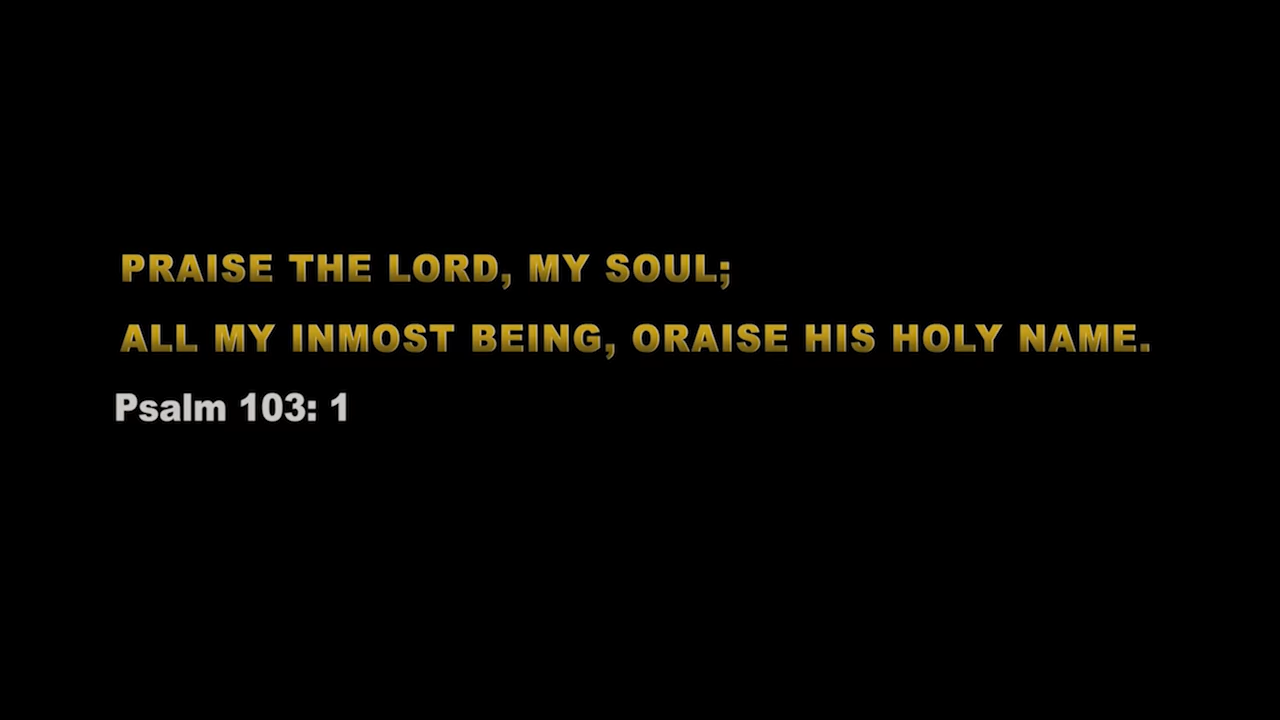 PRAISE THE LORD, MY SOUL;
ALL MY INMOST BEING, ORAISE HIS HOLY NAME.
Psalm 103: 1